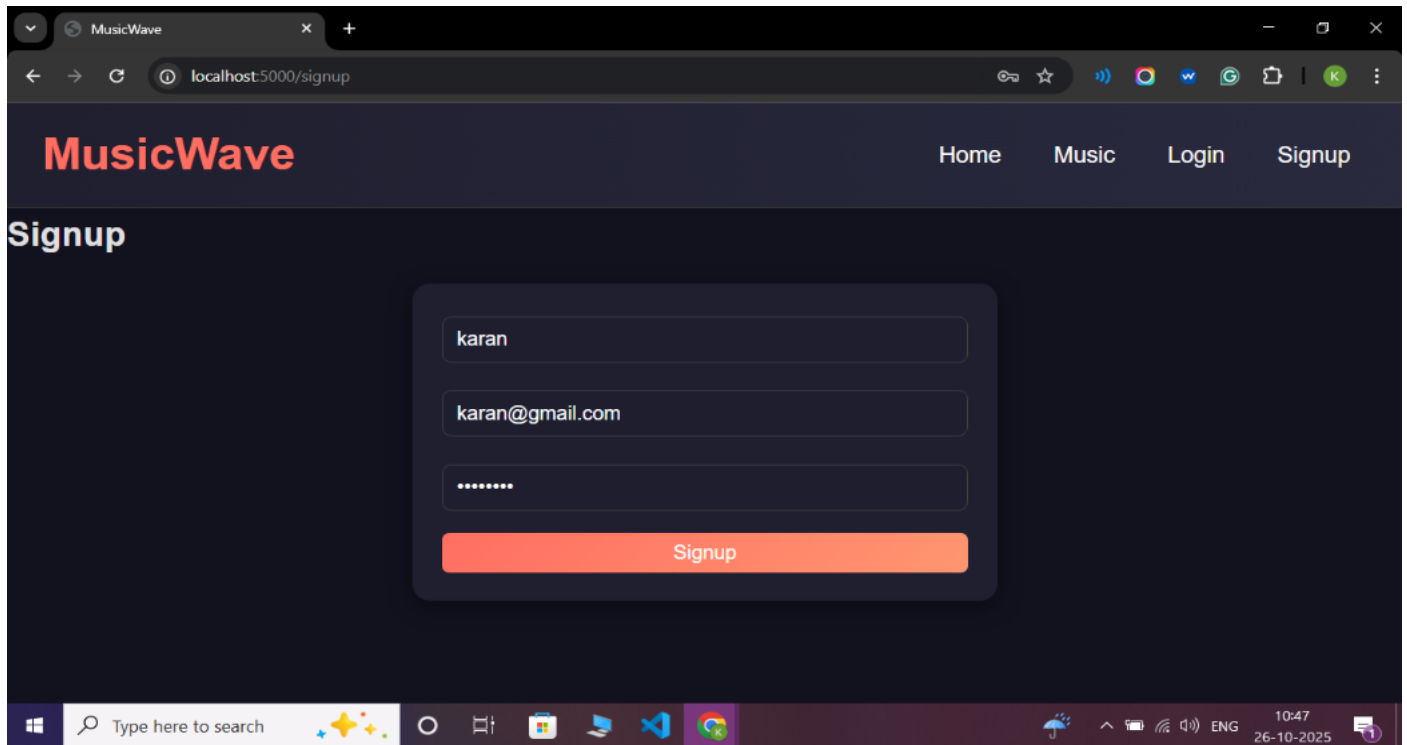 MusicWave
localhost:5000/signup
K
MusicWave
Home Music Login Signup
Signup
karan
karan@gmail.com
••••••••
Signup
Type here to search
ENG
10:47
26-10-2025
1